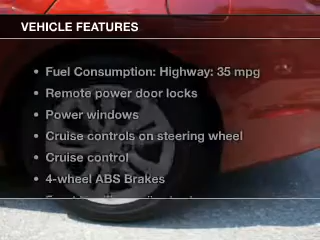 VEHICLE FEATURES
• Fuel Consumption: Highway: 35 mpg
• Remote power door locks
• Power windows
• Cruise controls on steering wheel
• Cruise control
• 4-wheel ABS Brakes